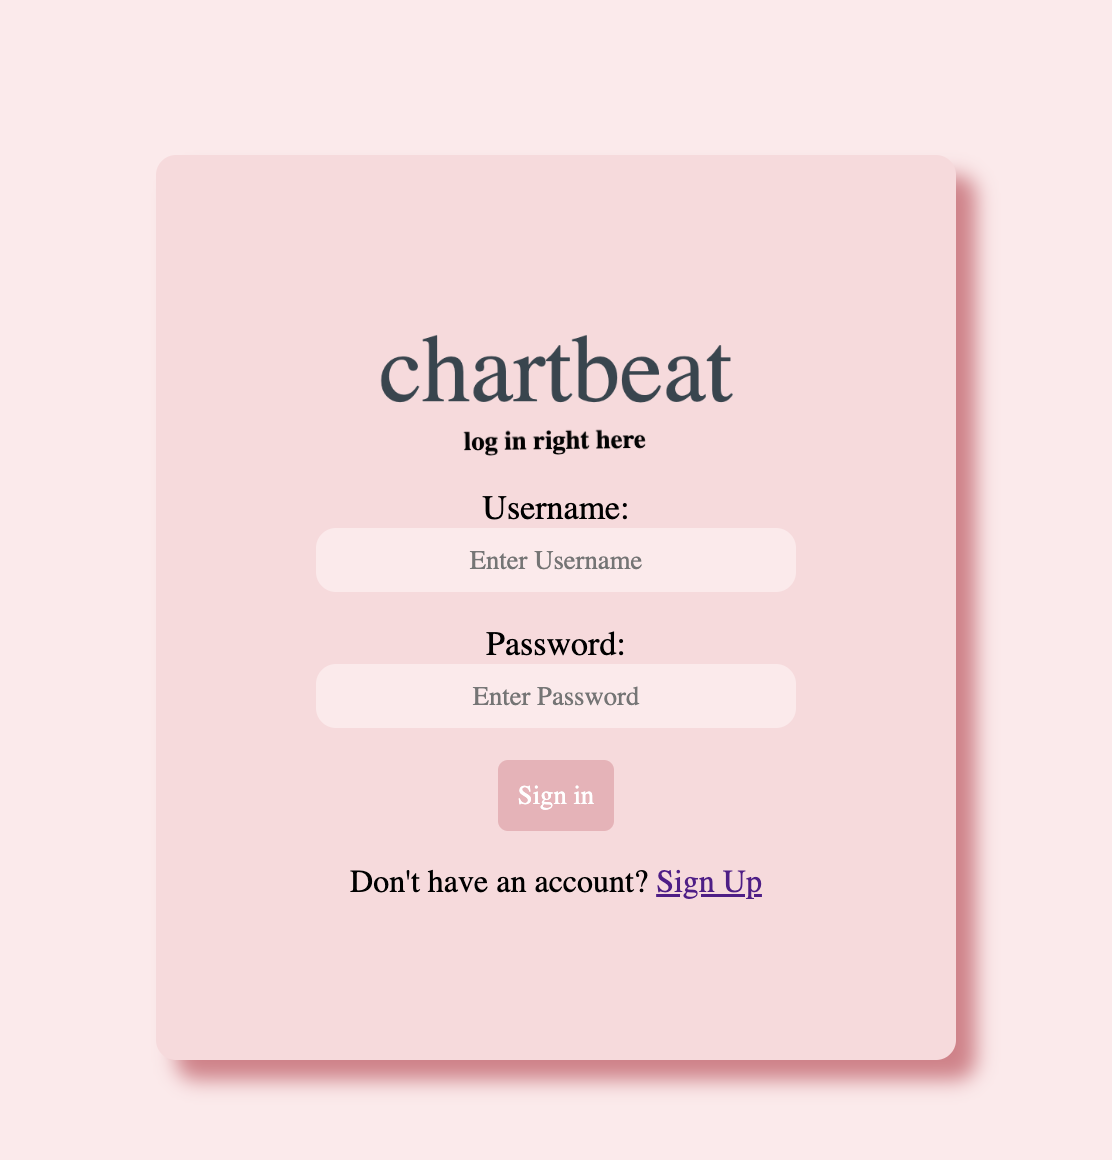 chartbeat
log in right here
Username:
Enter Username
Password:
Enter Password
Sign in
Don't have an account? Sign Up